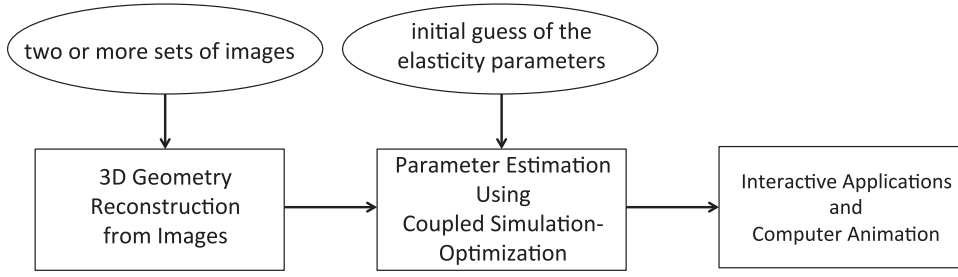 two or more sets of images
initial guess of the
elasticity parameters
3D Geometry
Reconstruction
from Images
Parameter Estimation
Using
Coupled Simulation-
Optimization
Interactive Applications
and
Computer Animation